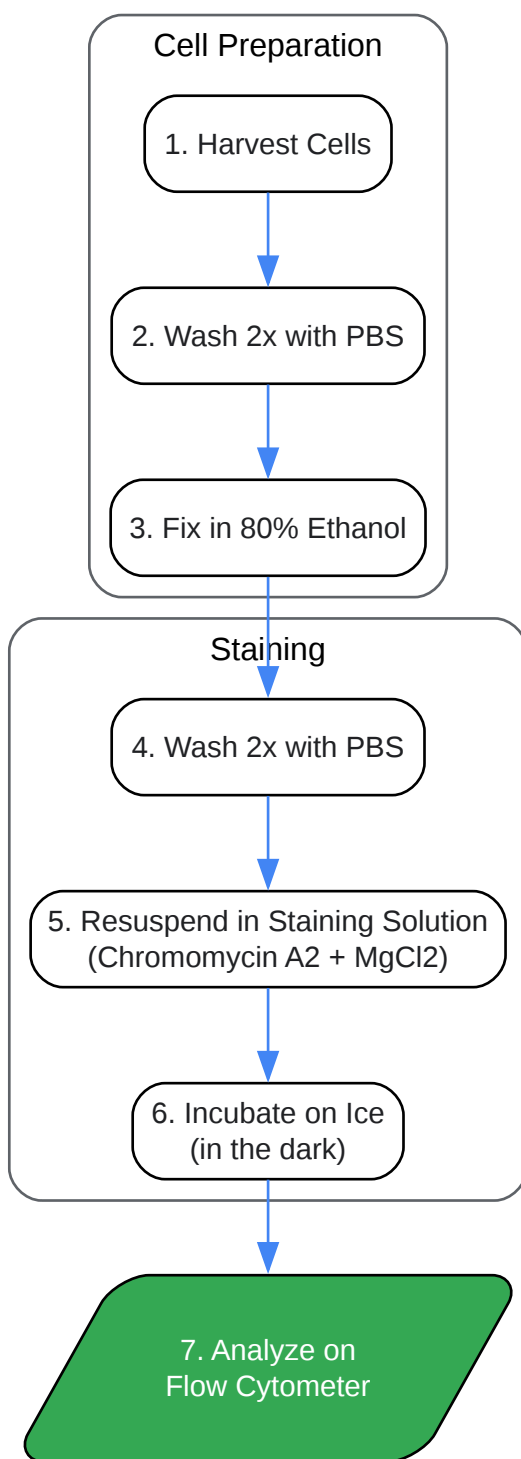 Cell Preparation
1. Harvest Cells
2. Wash 2x with PBS
3. Fix in 80% Ethanol
Staining
4. Wash 2x with PBS
5. Resuspend in Staining Solution
(Chromomycin A2 + MgCl2)
6. Incubate on Ice
(in the dark)
7. Analyze on
Flow Cytometer